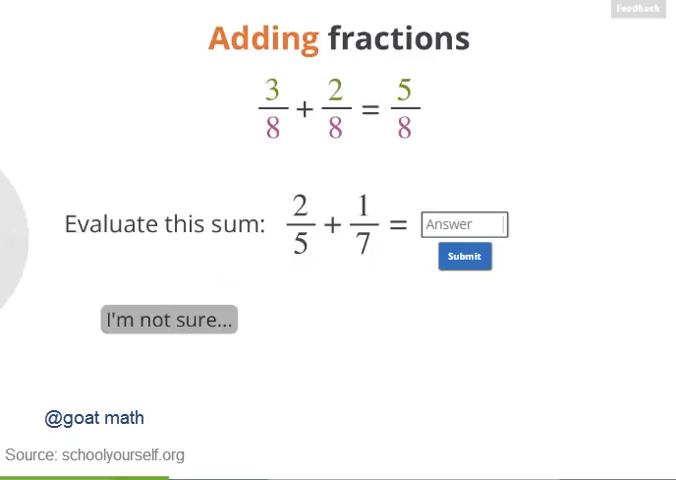 Feedback
Adding fractions
3/8 + 2/8 = 5/8
Evaluate this sum: 2/5 + 1/7 = Answer
Submit
I'm not sure...
@goat math
Source: schoolyourself.org